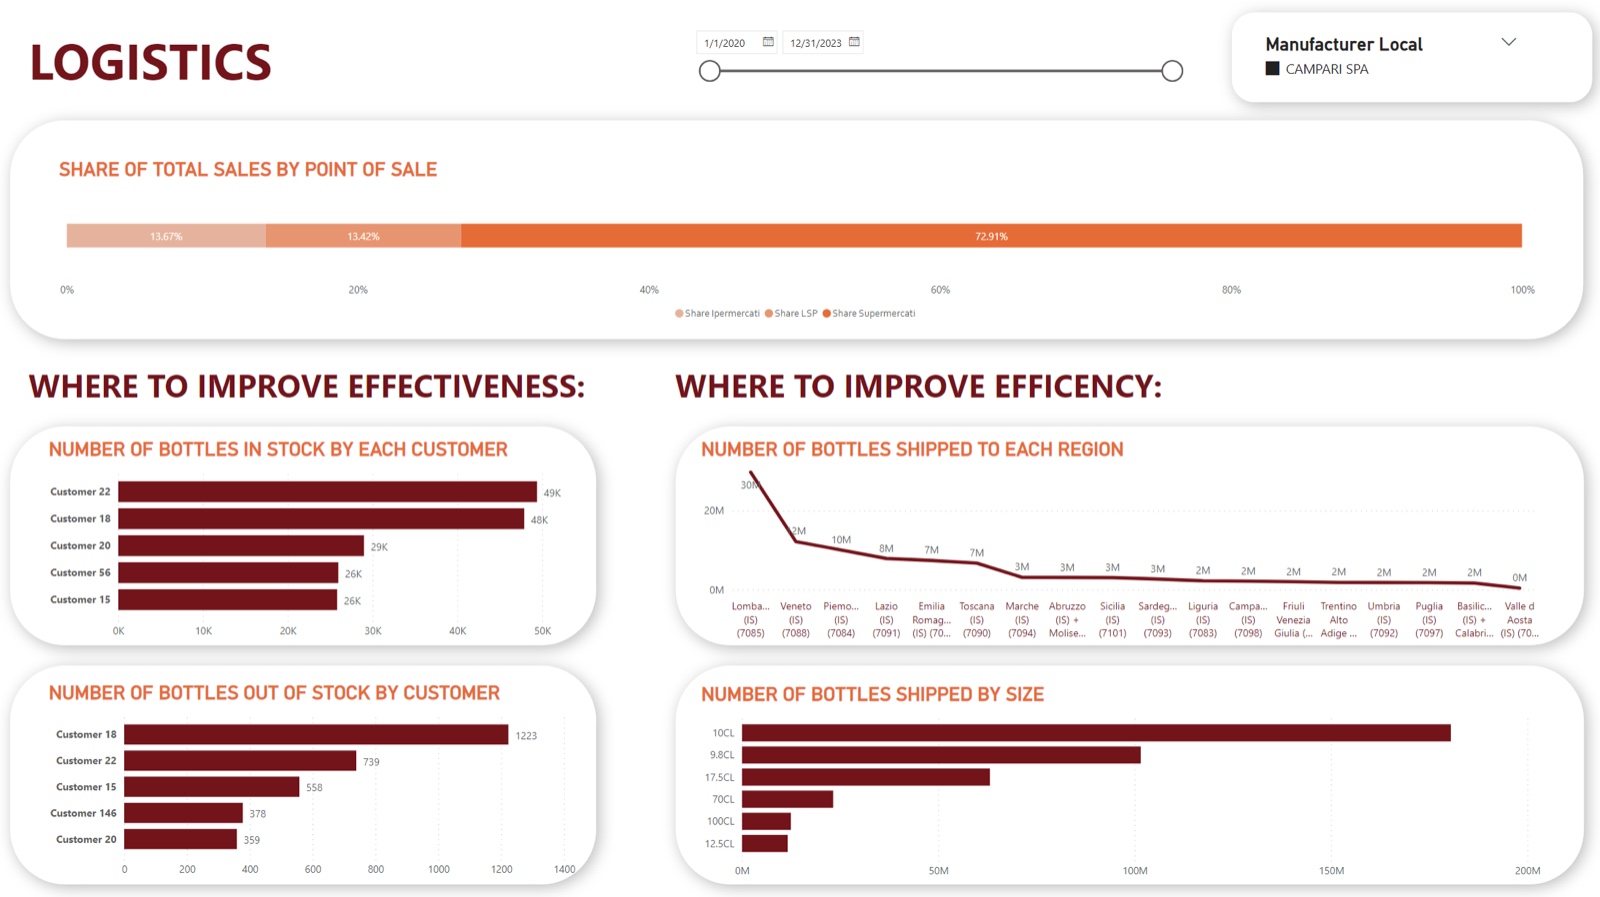 LOGISTICS
1/1/2020
12/31/2023
Manufacturer Local
CAMPARI SPA
SHARE OF TOTAL SALES BY POINT OF SALE
13.67% 13.42% 72.91%
0% 20% 40% 60% 80% 100%
Share Ipermercati Share LSP Share Supermercati
WHERE TO IMPROVE EFFECTIVENESS:
NUMBER OF BOTTLES IN STOCK BY EACH CUSTOMER
Customer 22 49K
Customer 18 48K
Customer 20 29K
Customer 56 26K
Customer 15 26K
0K 10K 20K 30K 40K 50K
NUMBER OF BOTTLES OUT OF STOCK BY CUSTOMER
Customer 18 1223
Customer 22 739
Customer 15 558
Customer 146 378
Customer 20 359
0 200 400 600 800 1000 1200 1400
WHERE TO IMPROVE EFFICENCY:
NUMBER OF BOTTLES SHIPPED TO EACH REGION
20M
0M
30M 2M 10M 8M 7M 7M 3M 3M 3M 3M 2M 2M 2M 2M 2M 2M 2M 0M
Lomba... Veneto Piemo... Lazio Emilia Toscana Marche Abruzzo Sicilia Sardeg... Liguria Campa... Friuli Trentino Umbria Puglia Basilic... Valle d
(IS) (IS) (IS) (IS) Romag... (IS) (IS) (IS) + (IS) (IS) (IS) (IS) Venezia Alto (IS) (IS) (IS) + Aosta
(7085) (7088) (7084) (7091) (IS) (70... (7090) (7094) Molise... (7101) (7093) (7083) (7098) Giulia (... Adige ... (7092) (7097) Calabri... (IS) (70...
NUMBER OF BOTTLES SHIPPED BY SIZE
10CL
9.8CL
17.5CL
70CL
100CL
12.5CL
0M 50M 100M 150M 200M